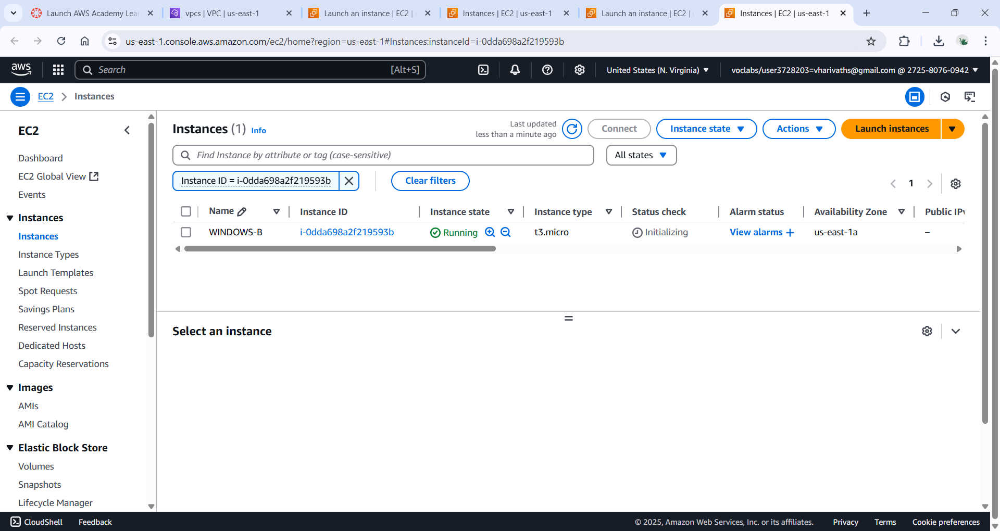 Launch AWS Academy Lea
vpcs | VPC | us-east-1
Launch an instance | EC2 |
Instances | EC2 | us-east-1
Launch an instance | EC2 |
Instances | EC2 | us-east-1
us-east-1.console.aws.amazon.com/ec2/home?region=us-east-1#Instances:instanceId=i-0dda698a2f219593b
aws
Search
[Alt+S]
United States (N. Virginia)
voclabs/user3728203=vharivaths@gmail.com @ 2725-8076-0942
EC2
Instances
EC2
Dashboard
EC2 Global View
Events
Instances
Instances
Instance Types
Launch Templates
Spot Requests
Savings Plans
Reserved Instances
Dedicated Hosts
Capacity Reservations
Images
AMIs
AMI Catalog
Elastic Block Store
Volumes
Snapshots
Lifecycle Manager
Instances (1) Info
Last updated
less than a minute ago
Connect
Instance state
Actions
Launch instances
Find Instance by attribute or tag (case-sensitive)
All states
Instance ID = i-0dda698a2f219593b
Clear filters
1
Name Instance ID Instance state Instance type Status check Alarm status Availability Zone Public IPv
WINDOWS-B i-0dda698a2f219593b Running t3.micro Initializing View alarms + us-east-1a –
Select an instance
CloudShell
Feedback
© 2025, Amazon Web Services, Inc. or its affiliates.
Privacy
Terms
Cookie preferences